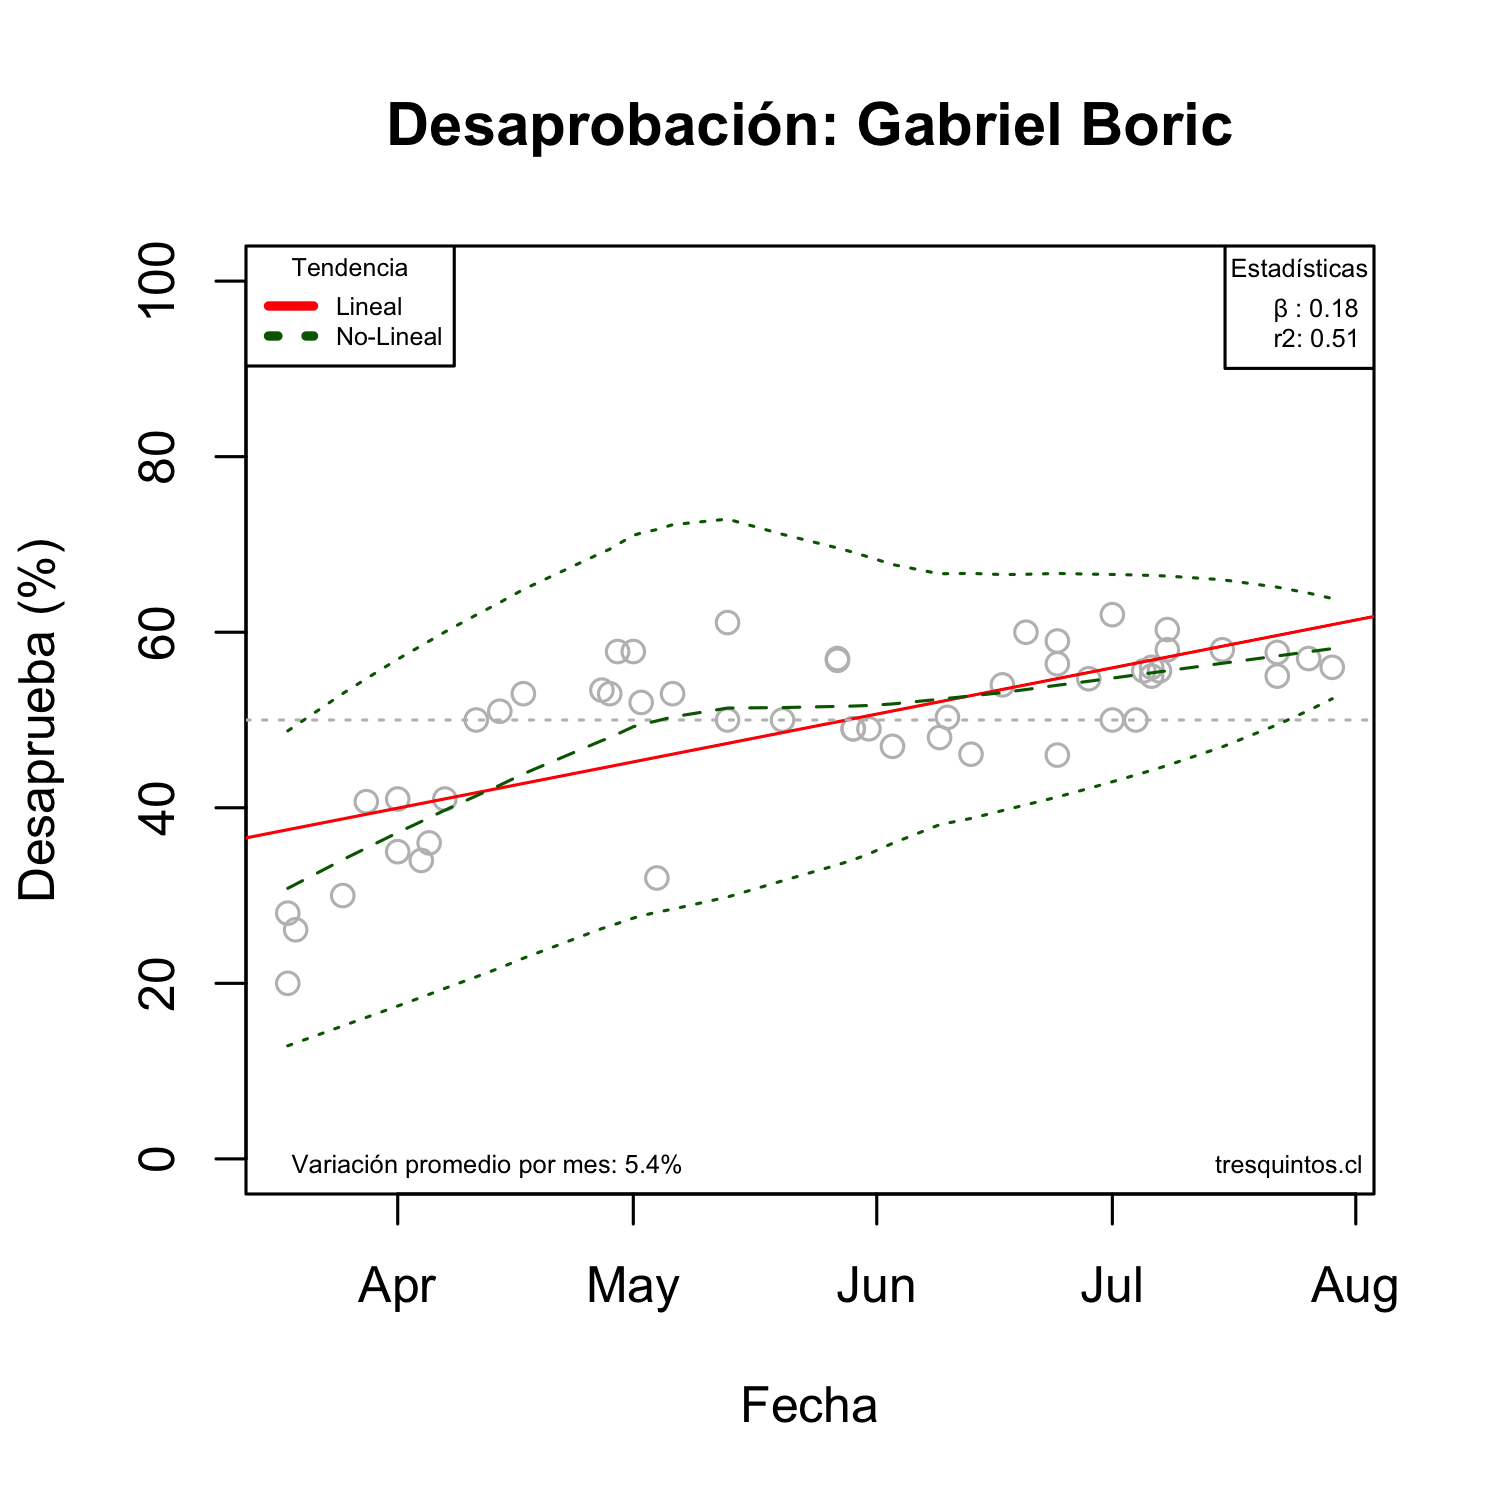 Desaprobación: Gabriel Boric
Tendencia
Lineal
No-Lineal
Estadísticas
β : 0.18
r2: 0.51
Desaprueba (%)
100
80
60
40
20
0
Variación promedio por mes: 5.4%
tresquintos.cl
Apr May Jun Jul Aug
Fecha